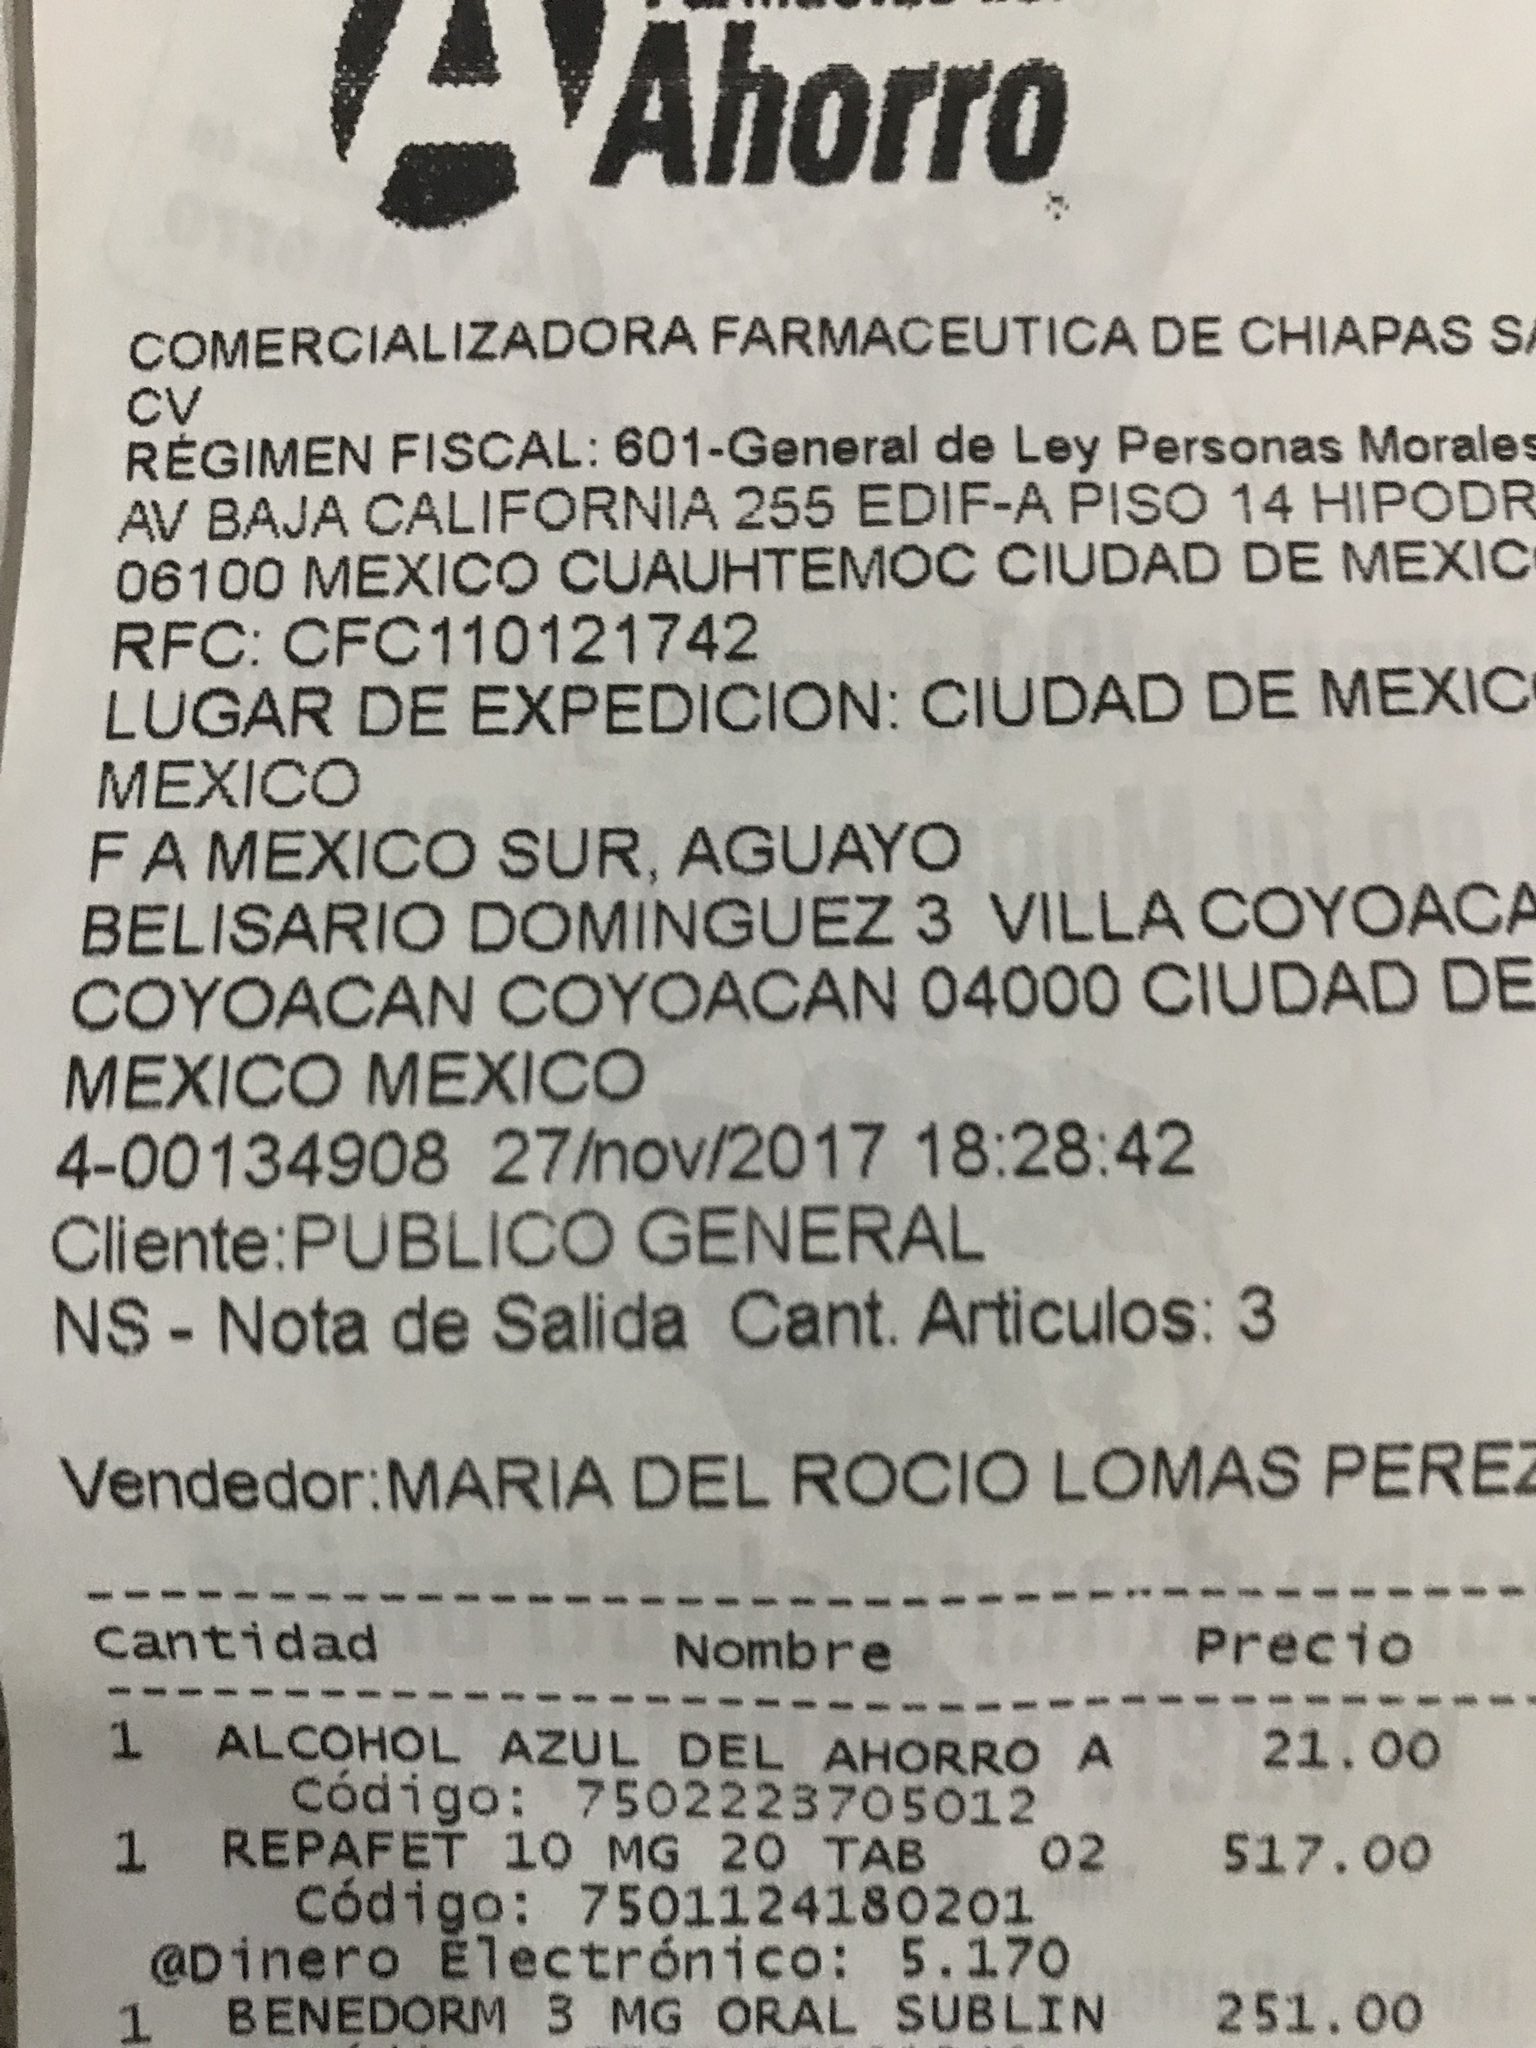 Ahorro
COMERCIALIZADORA FARMACEUTICA DE CHIAPAS SA
CV
RÉGIMEN FISCAL: 601-General de Ley Personas Morales
AV BAJA CALIFORNIA 255 EDIF-A PISO 14 HIPODR
06100 MEXICO CUAUHTEMOC CIUDAD DE MEXICO
RFC: CFC110121742
LUGAR DE EXPEDICION: CIUDAD DE MEXICO
MEXICO
F A MEXICO SUR, AGUAYO
BELISARIO DOMINGUEZ 3 VILLA COYOACA
COYOACAN COYOACAN 04000 CIUDAD DE
MEXICO MEXICO
4-00134908 27/nov/2017 18:28:42
Cliente:PUBLICO GENERAL
NS - Nota de Salida Cant. Articulos: 3
Vendedor:MARIA DEL ROCIO LOMAS PEREZ
Cantidad Nombre Precio
1 ALCOHOL AZUL DEL AHORRO A 21.00
Código: 7502223705012
1 REPAFET 10 MG 20 TAB 02 517.00
Código: 7501124180201
@Dinero Electrónico: 5.170
1 BENEDORM 3 MG ORAL SUBLIN 251.00